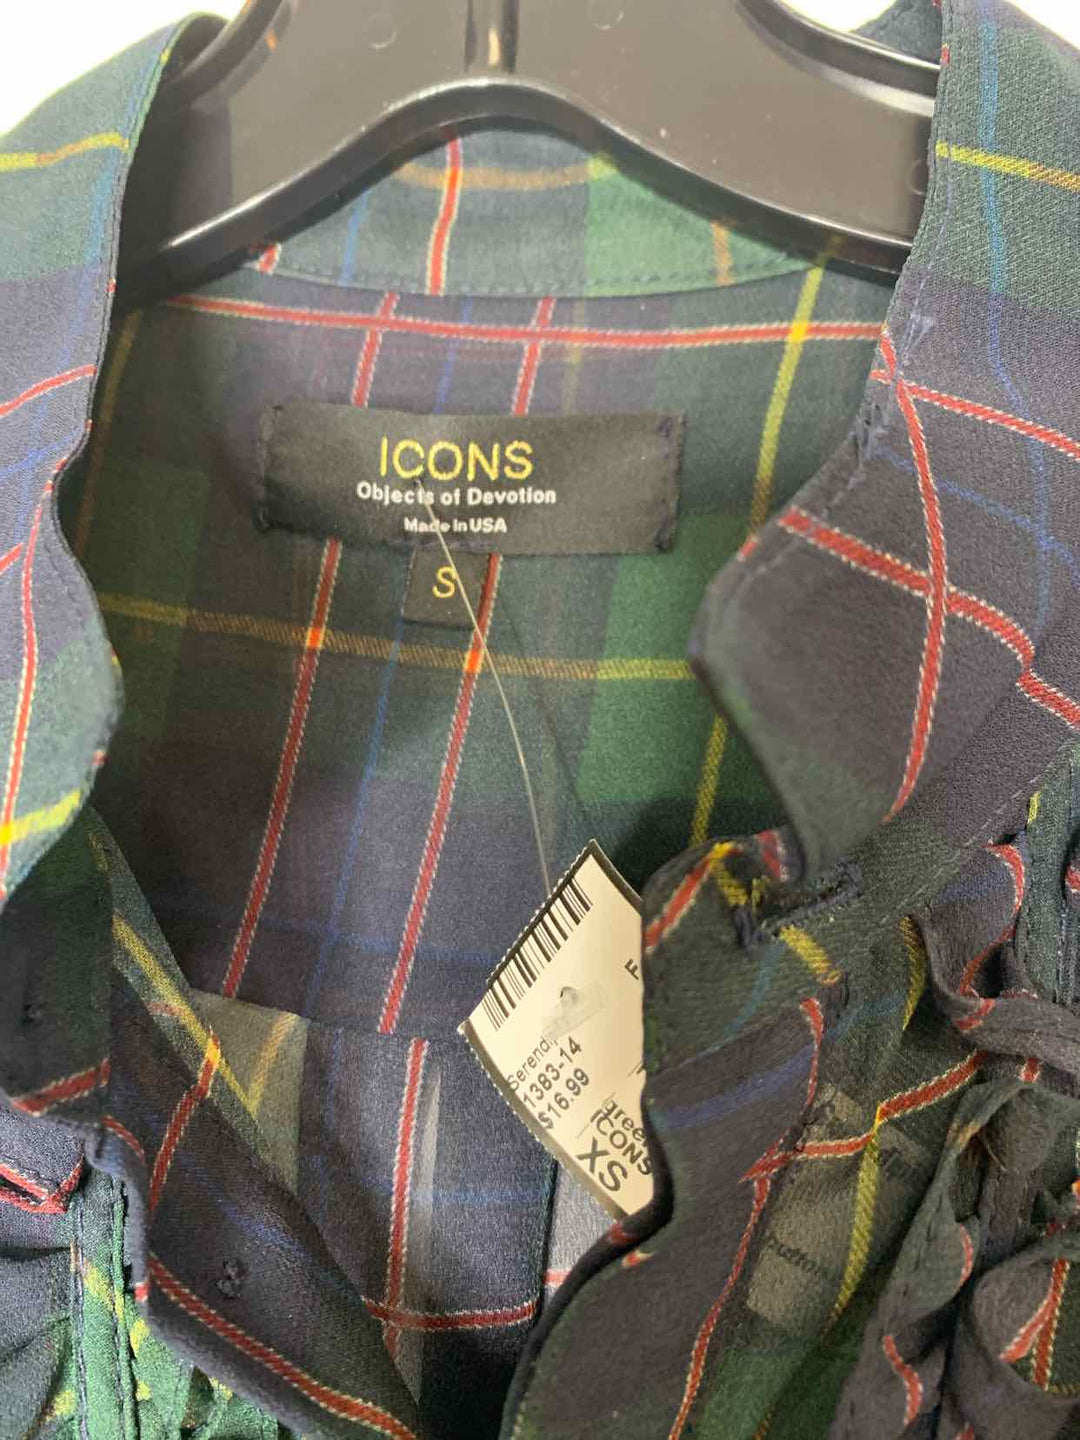 ICONS
Objects of Devotion
Made in USA
S
F
1383-14
$16.99
ICONS
XS